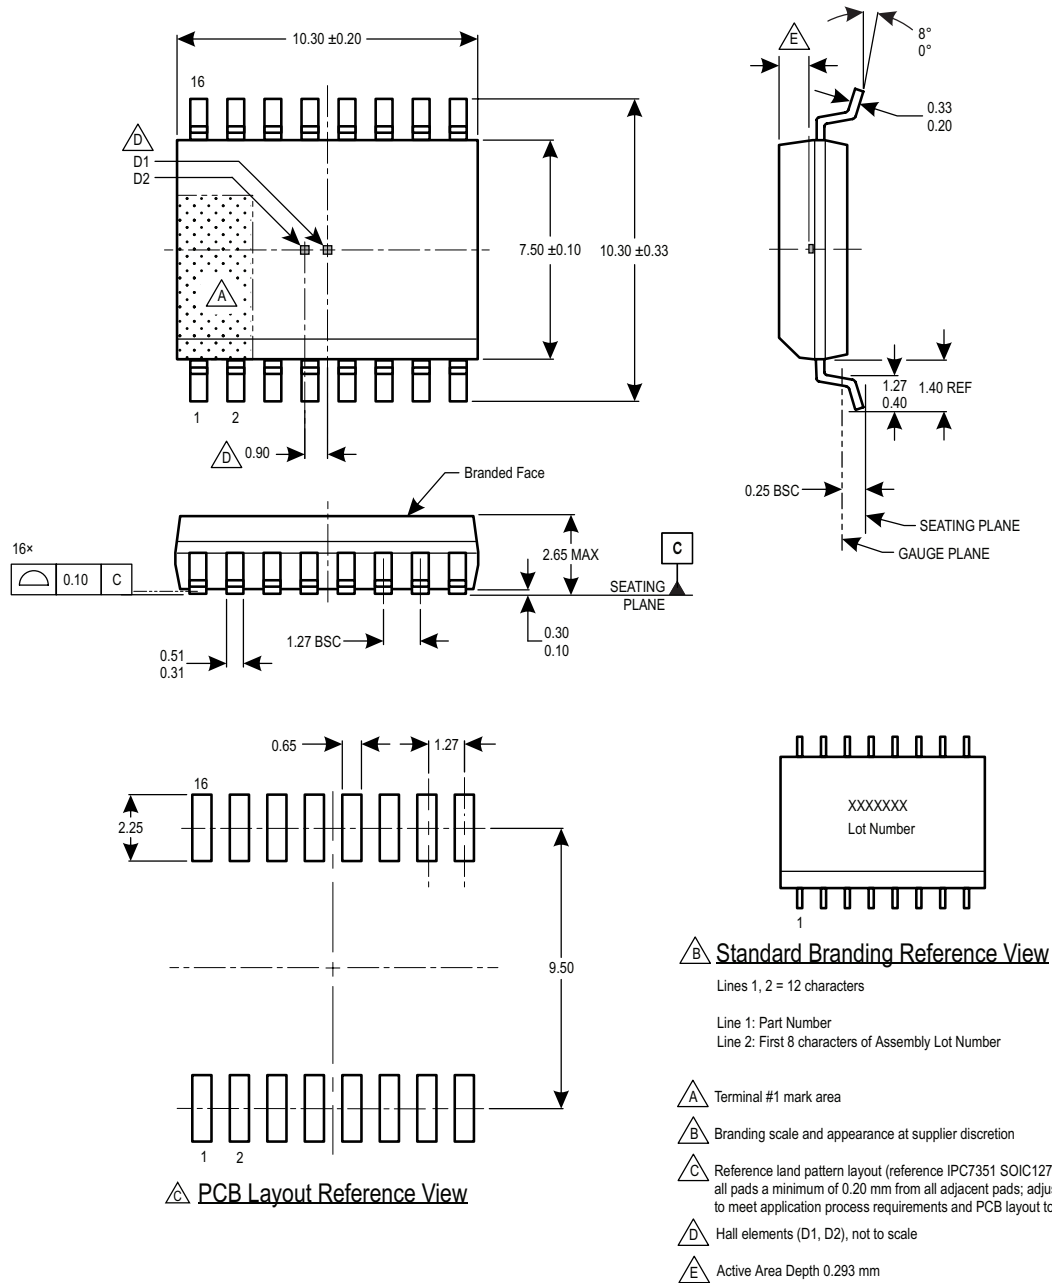 10.30 ±0.20
E
8°
0°
16
0.33
0.20
D
D1
D2
7.50 ±0.10
10.30 ±0.33
A
1
2
D
0.90
1.27
0.40
1.40 REF
0.25 BSC
SEATING PLANE
GAUGE PLANE
Branded Face
16×
0.10
C
2.65 MAX
C
SEATING
PLANE
1.27 BSC
0.30
0.10
0.51
0.31
0.65
1.27
16
2.25
9.50
1
2
C PCB Layout Reference View
XXXXXXX
Lot Number
1
B Standard Branding Reference View
Lines 1, 2 = 12 characters
Line 1: Part Number
Line 2: First 8 characters of Assembly Lot Number
A Terminal #1 mark area
B Branding scale and appearance at supplier discretion
C Reference land pattern layout (reference IPC7351 SOIC127
all pads a minimum of 0.20 mm from all adjacent pads;
to meet application process requirements and PCB layout
D Hall elements (D1, D2), not to scale
E Active Area Depth 0.293 mm